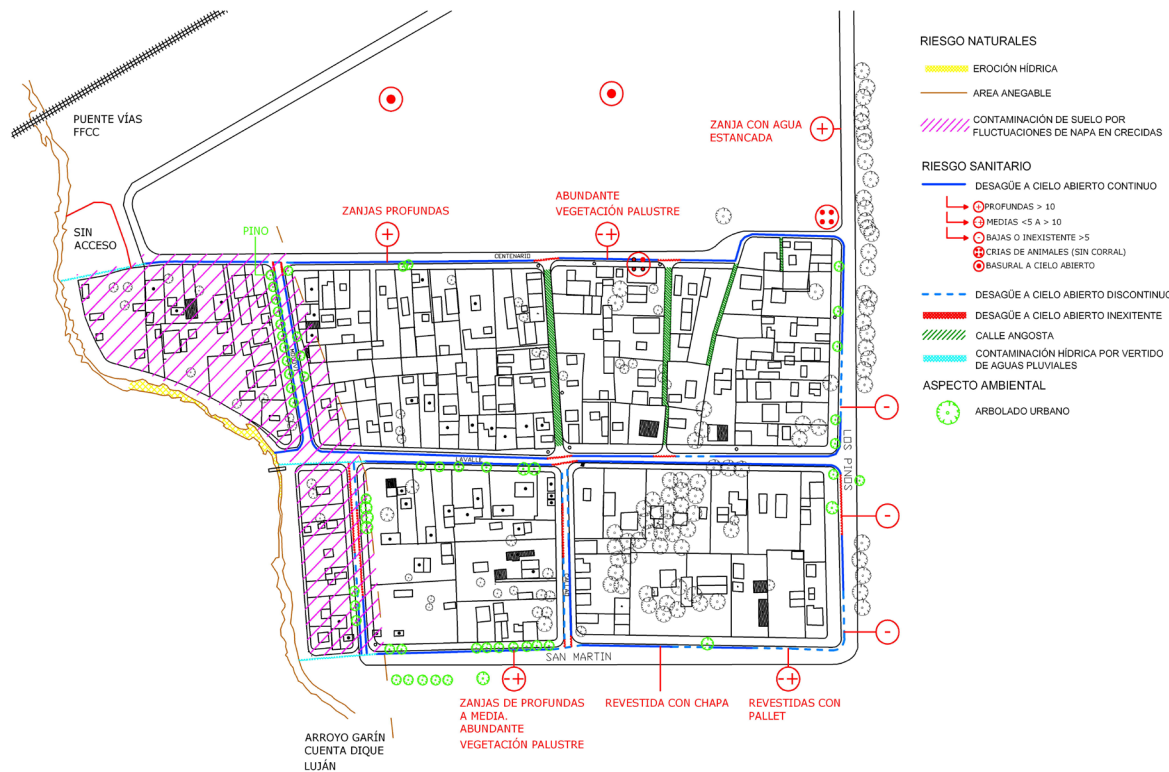 RIESGO NATURALES
EROCIÓN HÍDRICA
AREA ANEGABLE
CONTAMINACIÓN DE SUELO POR
FLUCTUACIONES DE NAPA EN CRECIDAS
RIESGO SANITARIO
DESAGÜE A CIELO ABIERTO CONTINUO
+ PROFUNDAS > 10
-+ MEDIAS <5 A > 10
- BAJAS O INEXISTENTE >5
CRIAS DE ANIMALES (SIN CORRAL)
BASURAL A CIELO ABIERTO
DESAGÜE A CIELO ABIERTO DISCONTINUO
DESAGÜE A CIELO ABIERTO INEXITENTE
CALLE ANGOSTA
CONTAMINACIÓN HÍDRICA POR VERTIDO
DE AGUAS PLUVIALES
ASPECTO AMBIENTAL
ARBOLADO URBANO
PUENTE VÍAS
FFCC
ZANJA CON AGUA
ESTANCADA
+
SIN
ACCESO
PINO
ZANJAS PROFUNDAS
+
ABUNDANTE
VEGETACIÓN PALUSTRE
-+
CENTENARIO
LAVALLE
LOS PINOS
-
-
-
SAN MARTIN
-+
ZANJAS DE PROFUNDAS
A MEDIA.
ABUNDANTE
VEGETACIÓN PALUSTRE
REVESTIDA CON CHAPA
-+
REVESTIDAS CON
PALLET
ARROYO GARÍN
CUENTA DIQUE
LUJÁN